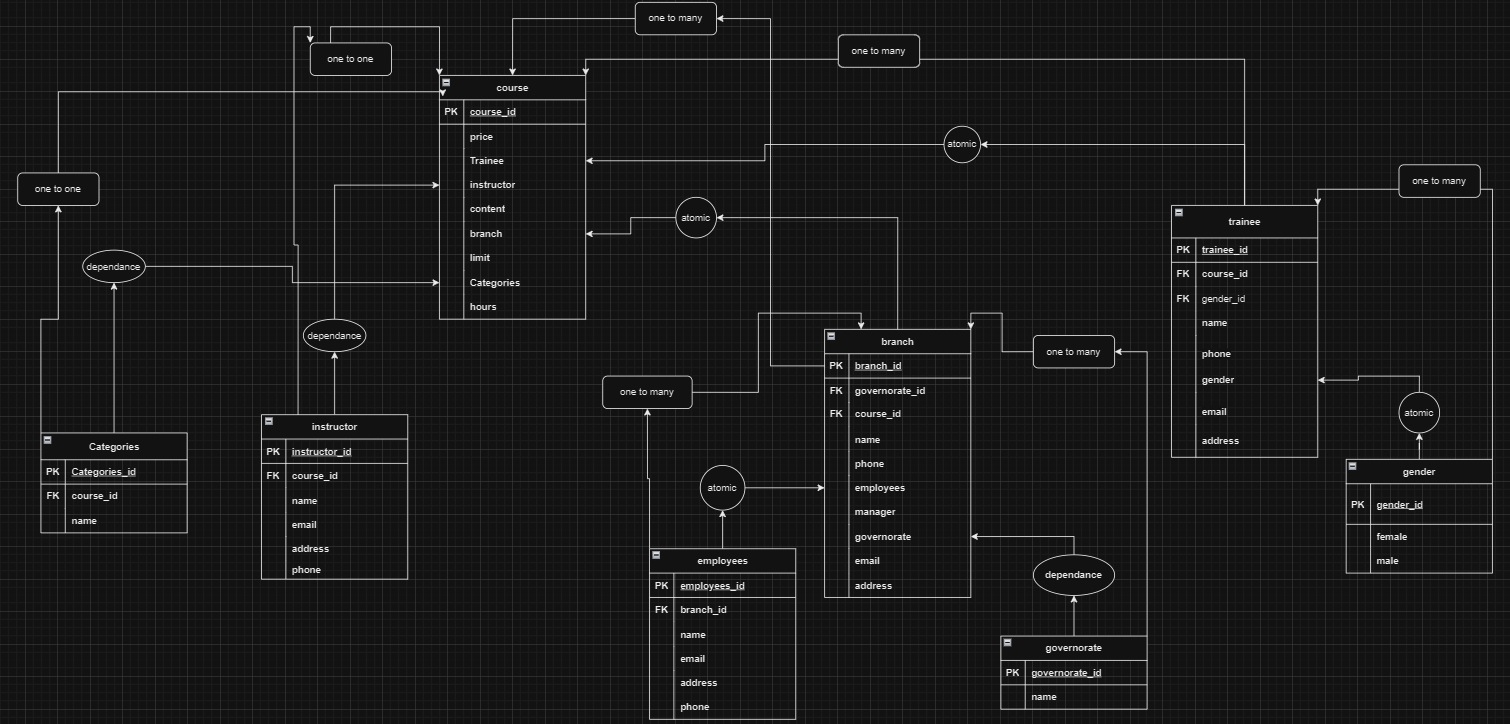 one to many
one to many
one to one
course
PK course_id
price
Trainee
instructor
content
branch
limit
Categories
hours
atomic
one to one
one to many
atomic
trainee
PK trainee_id
FK course_id
FK gender_id
name
phone
gender
email
address
dependance
dependance
branch
PK branch_id
FK governorate_id
FK course_id
name
phone
employees
manager
governorate
email
address
one to many
one to many
atomic
Categories
PK Categories_id
FK course_id
name
instructor
PK instructor_id
FK course_id
name
email
address
phone
atomic
gender
PK gender_id
female
male
employees
PK employees_id
FK branch_id
name
email
address
phone
dependance
governorate
PK governorate_id
name